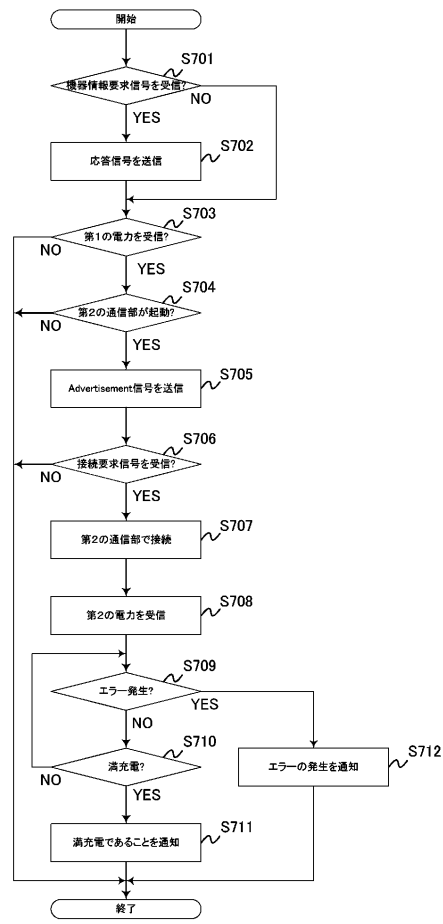 開始
S701
機器情報要求信号を受信?
NO
YES
S702
応答信号を送信
S703
第1の電力を受信?
NO
YES
S704
第2の通信部が起動?
NO
YES
S705
Advertisement信号を送信
S706
接続要求信号を受信?
NO
YES
S707
第2の通信部で接続
S708
第2の電力を受信
S709
エラー発生?
YES
NO
S710
満充電?
NO
YES
S712
エラーの発生を通知
S711
満充電であることを通知
終了